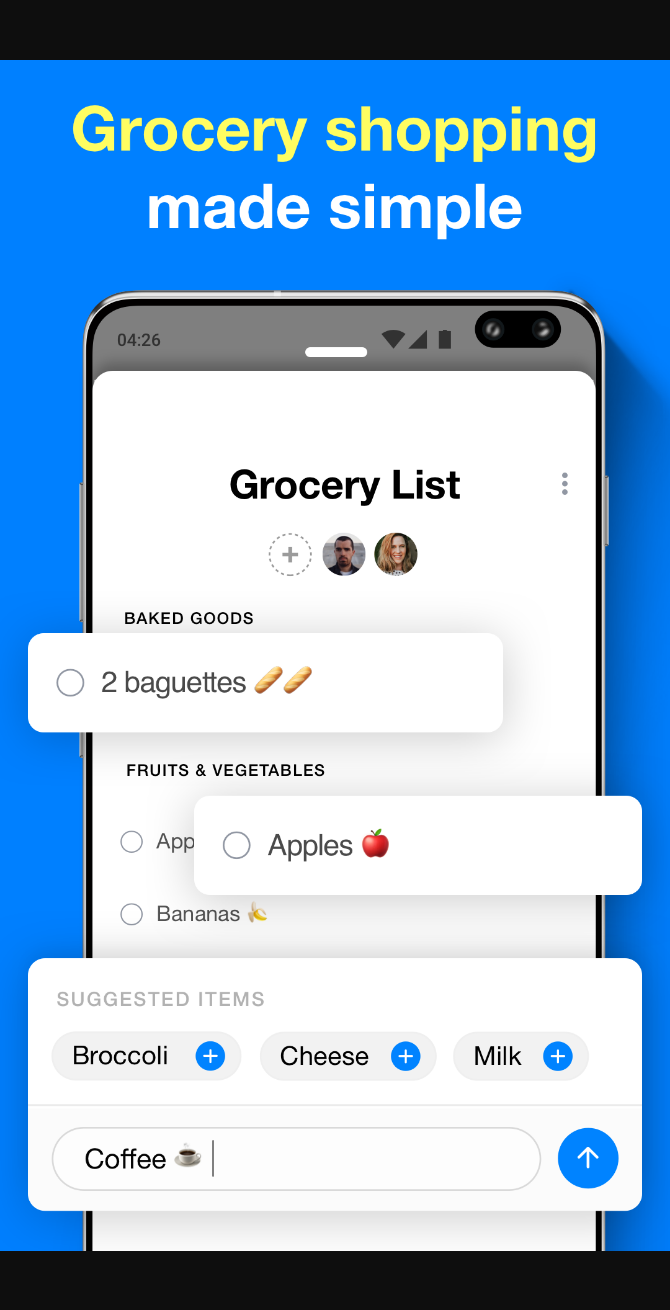 Grocery shopping
made simple
04:26
Grocery List
BAKED GOODS
2 baguettes 🥖🥖
FRUITS & VEGETABLES
App
Apples 🍎
Bananas 🍌
SUGGESTED ITEMS
Broccoli + Cheese + Milk +
Coffee ☕